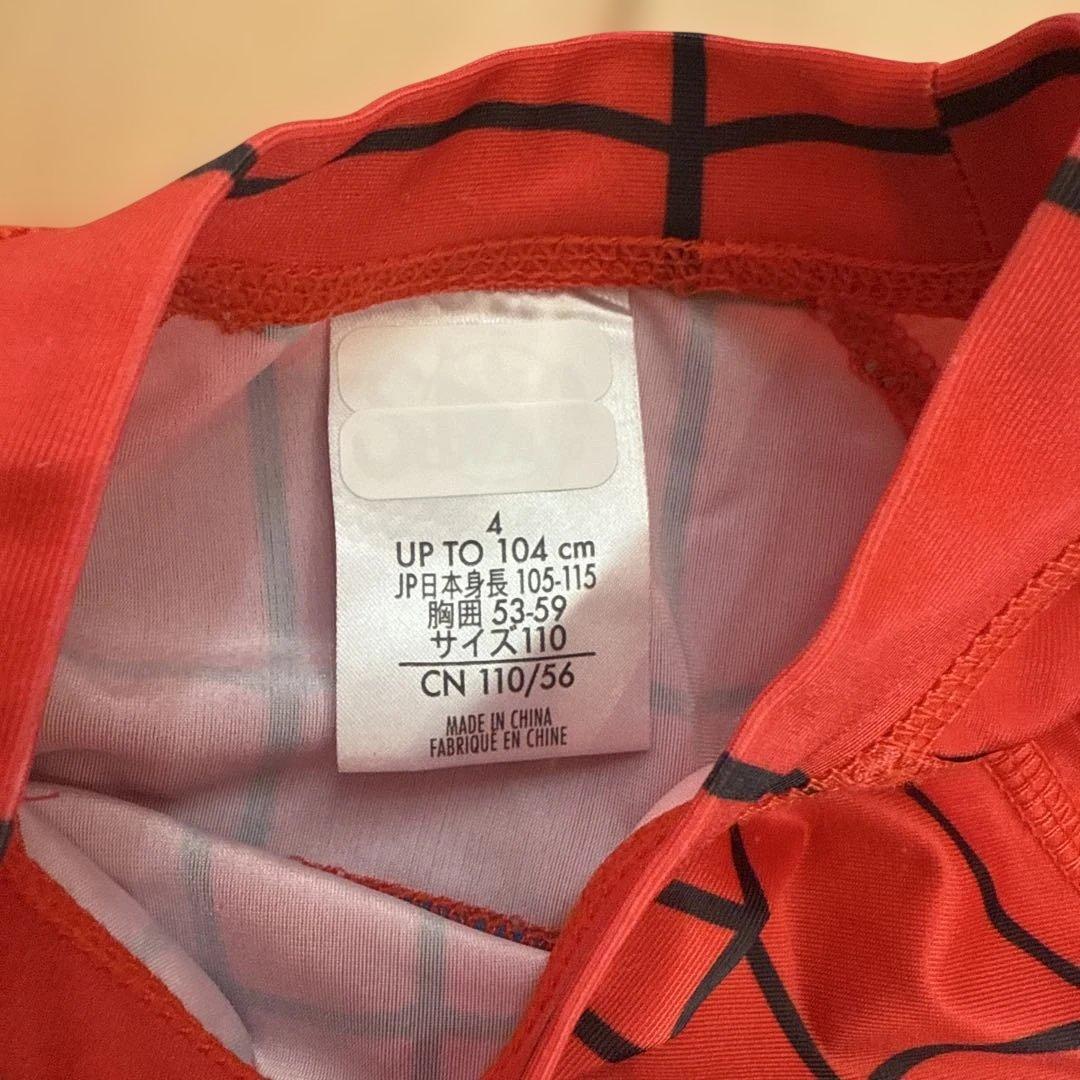 4
UP TO 104 cm
JP日本身長 105-115
胸囲 53-59
サイズ110
CN 110/56
MADE IN CHINA
FABRIQUÉ EN CHINE